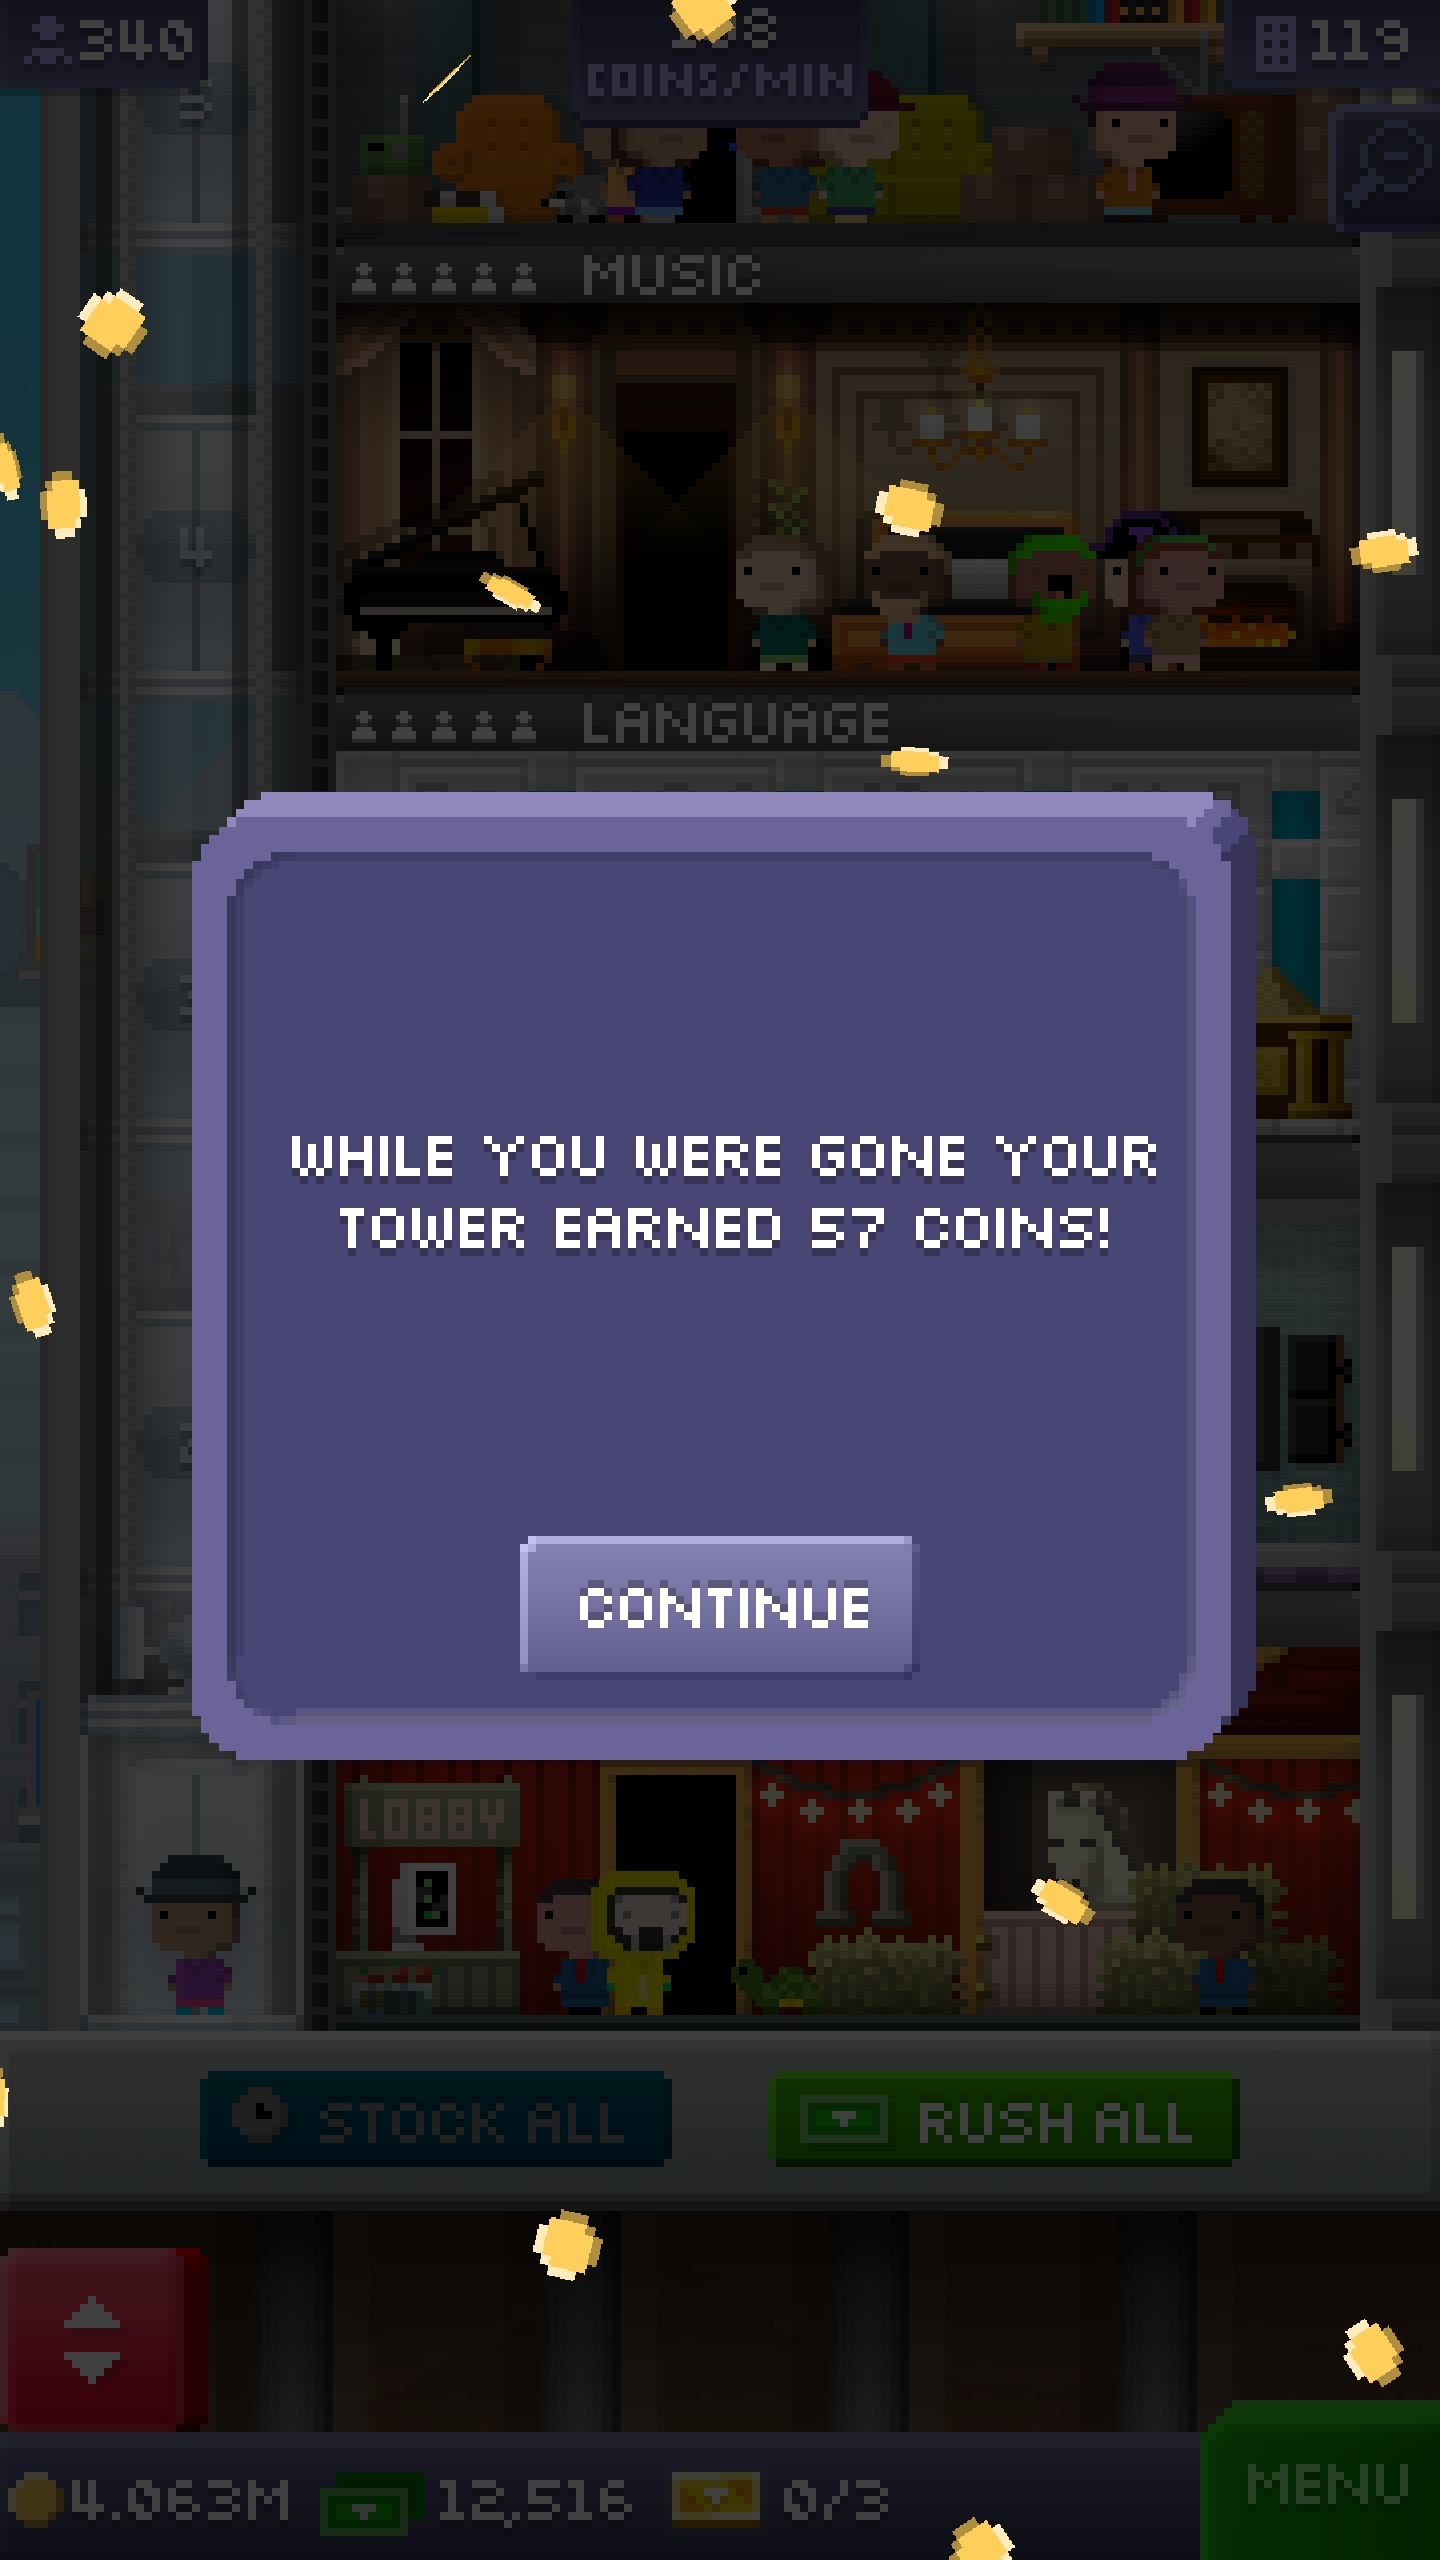 340
COINS/MIN
119
MUSIC
4
LANGUAGE
WHILE YOU WERE GONE YOUR
TOWER EARNED 57 COINS!
CONTINUE
LOBBY
STOCK ALL
RUSH ALL
4.063M
12,516
0/3
MENU